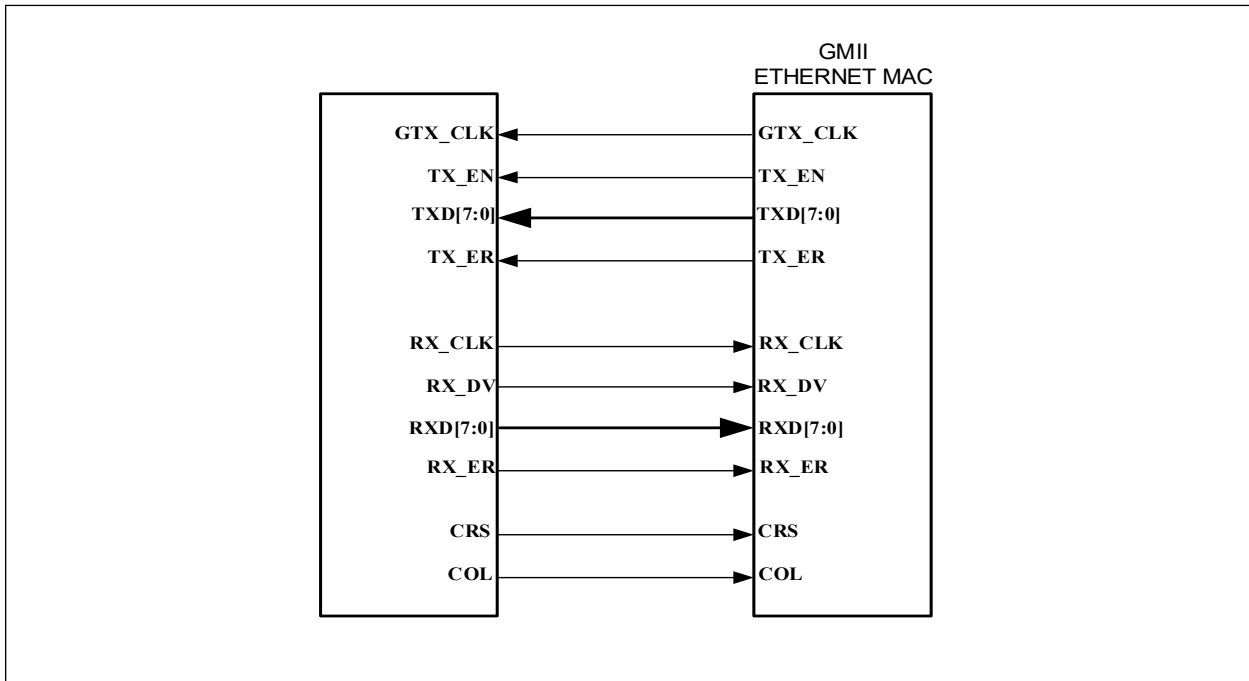 GMII
ETHERNET MAC
GTX_CLK GTX_CLK
TX_EN TX_EN
TXD[7:0] TXD[7:0]
TX_ER TX_ER
RX_CLK RX_CLK
RX_DV RX_DV
RXD[7:0] RXD[7:0]
RX_ER RX_ER
CRS CRS
COL COL